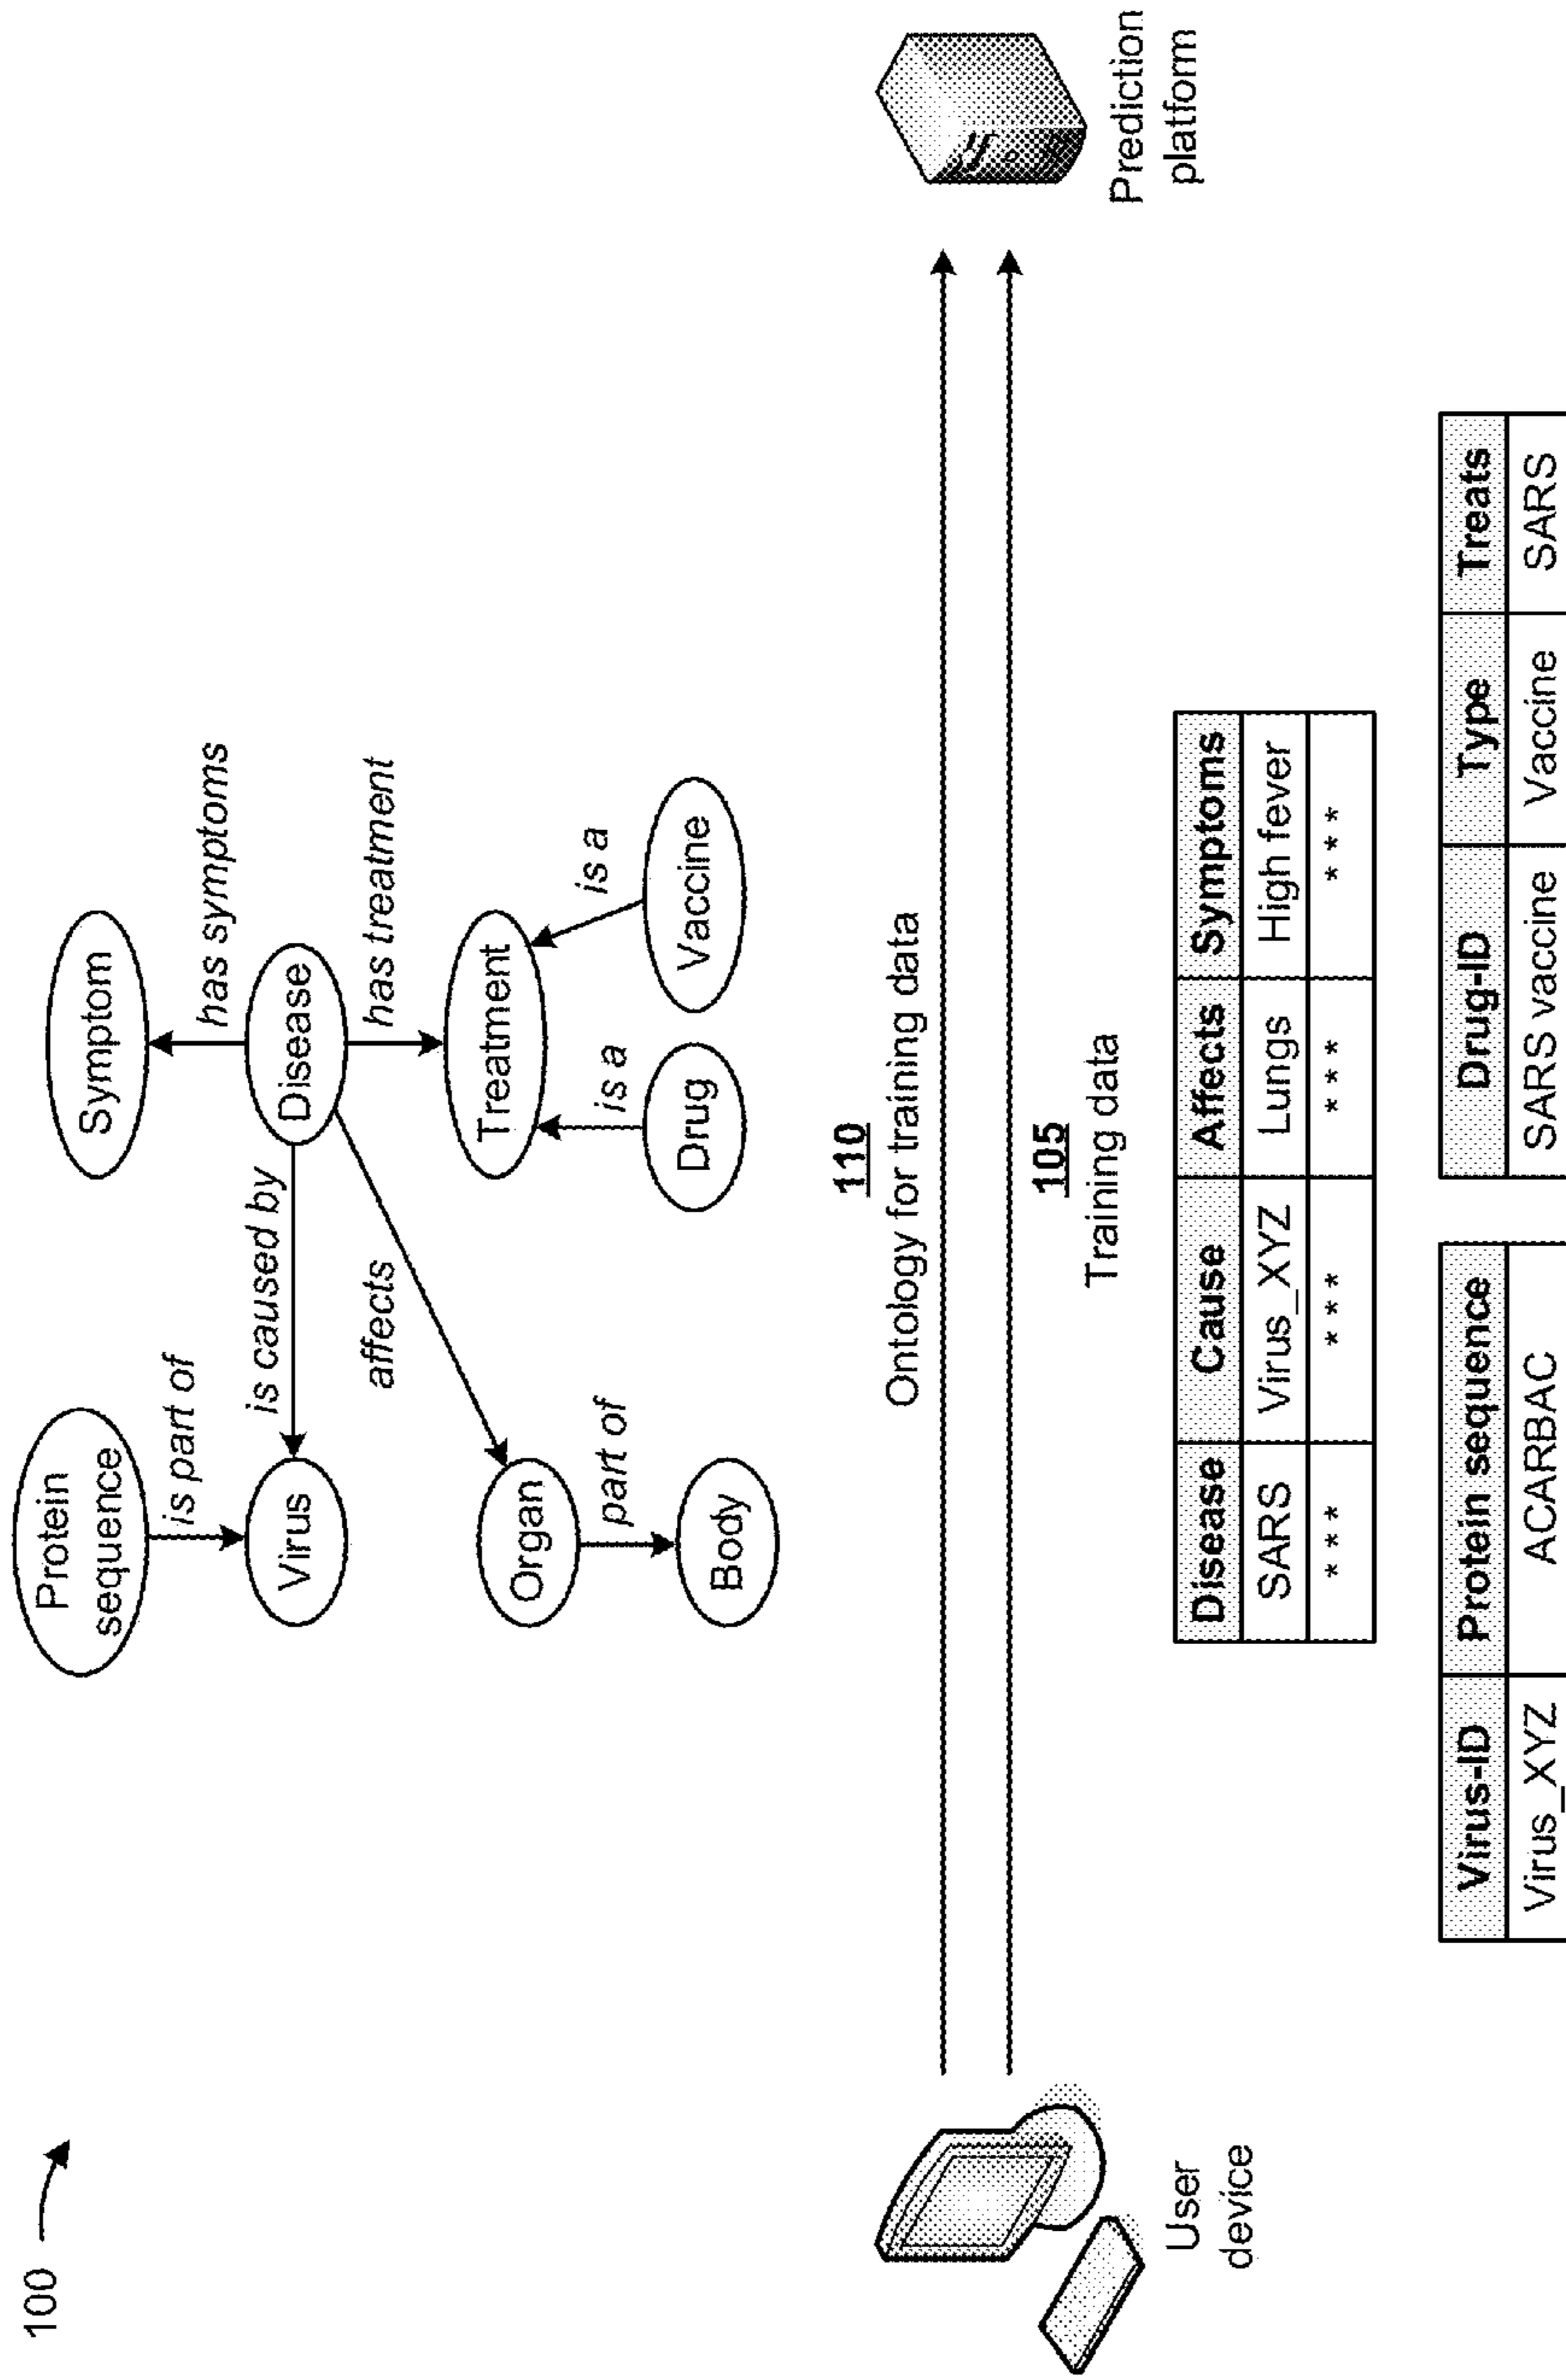 100
Protein
sequence
Symptom
is part of
has symptoms
Virus
is caused by
Disease
affects
has treatment
Organ
Treatment
part of
is a
is a
Body
Drug
Vaccine
110
Ontology for training data
105
Training data
User
device
Prediction
platform
Disease Cause Affects Symptoms
SARS Virus_XYZ Lungs High fever
*** *** *** ***
Virus-ID Protein sequence
Virus_XYZ ACARBAC
Drug-ID Type Treats
SARS vaccine Vaccine SARS